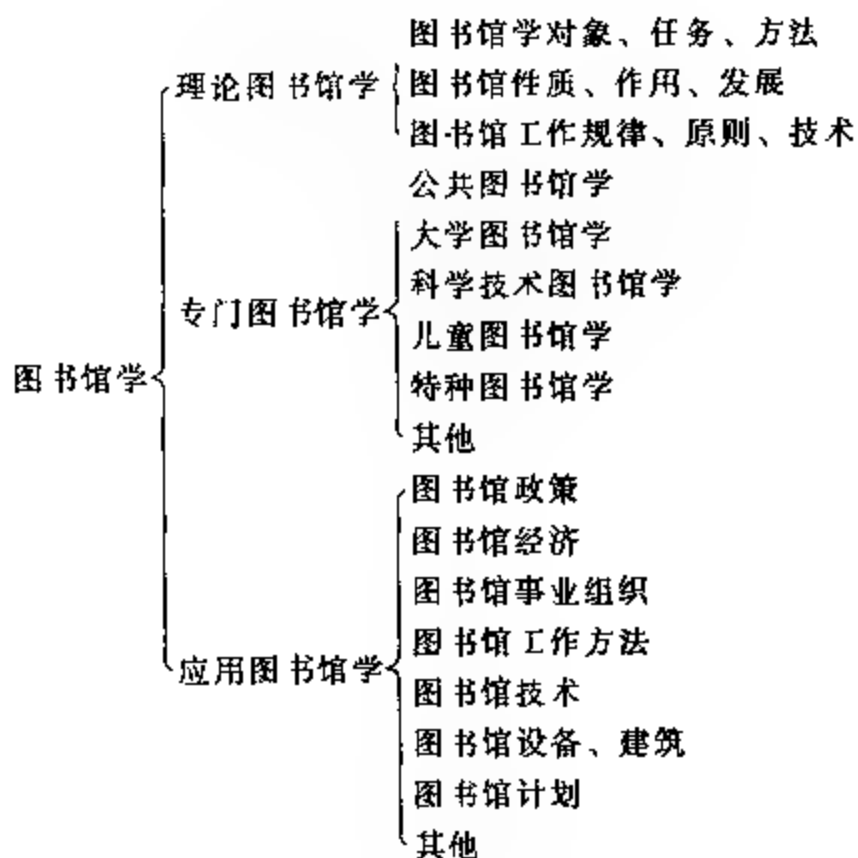 图书馆学对象、任务、方法
理论图书馆学
图书馆性质、作用、发展
图书馆工作规律、原则、技术
公共图书馆学
大学图书馆学
科学技术图书馆学
专门图书馆学
儿童图书馆学
图书馆学
特种图书馆学
其他
图书馆政策
图书馆经济
图书馆事业组织
图书馆工作方法
应用图书馆学
图书馆技术
图书馆设备、建筑
图书馆计划
其他